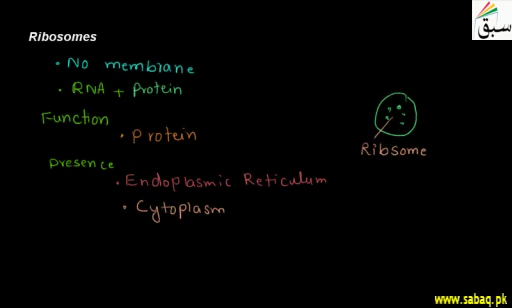 سبق
Ribosomes
• No membrane
• RNA + Protein
Function
• Protein
Presence
• Endoplasmic Reticulum
• Cytoplasm
Ribsome
www.sabaq.pk